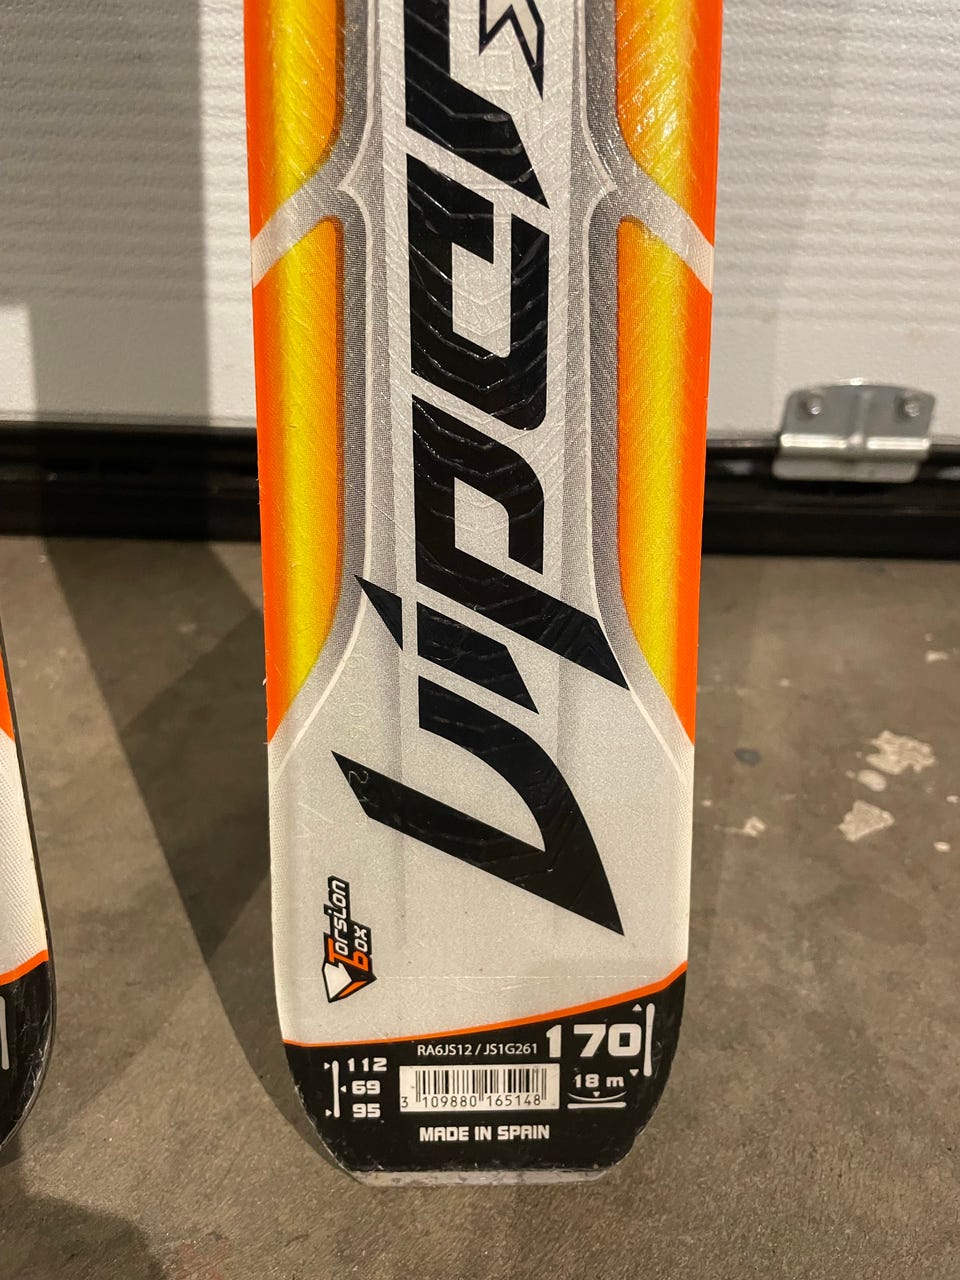 Viper
Torsion
box
RA6JS12 / JS1G261
170
112
69
95
18 m
3 109880 165148
MADE IN SPAIN